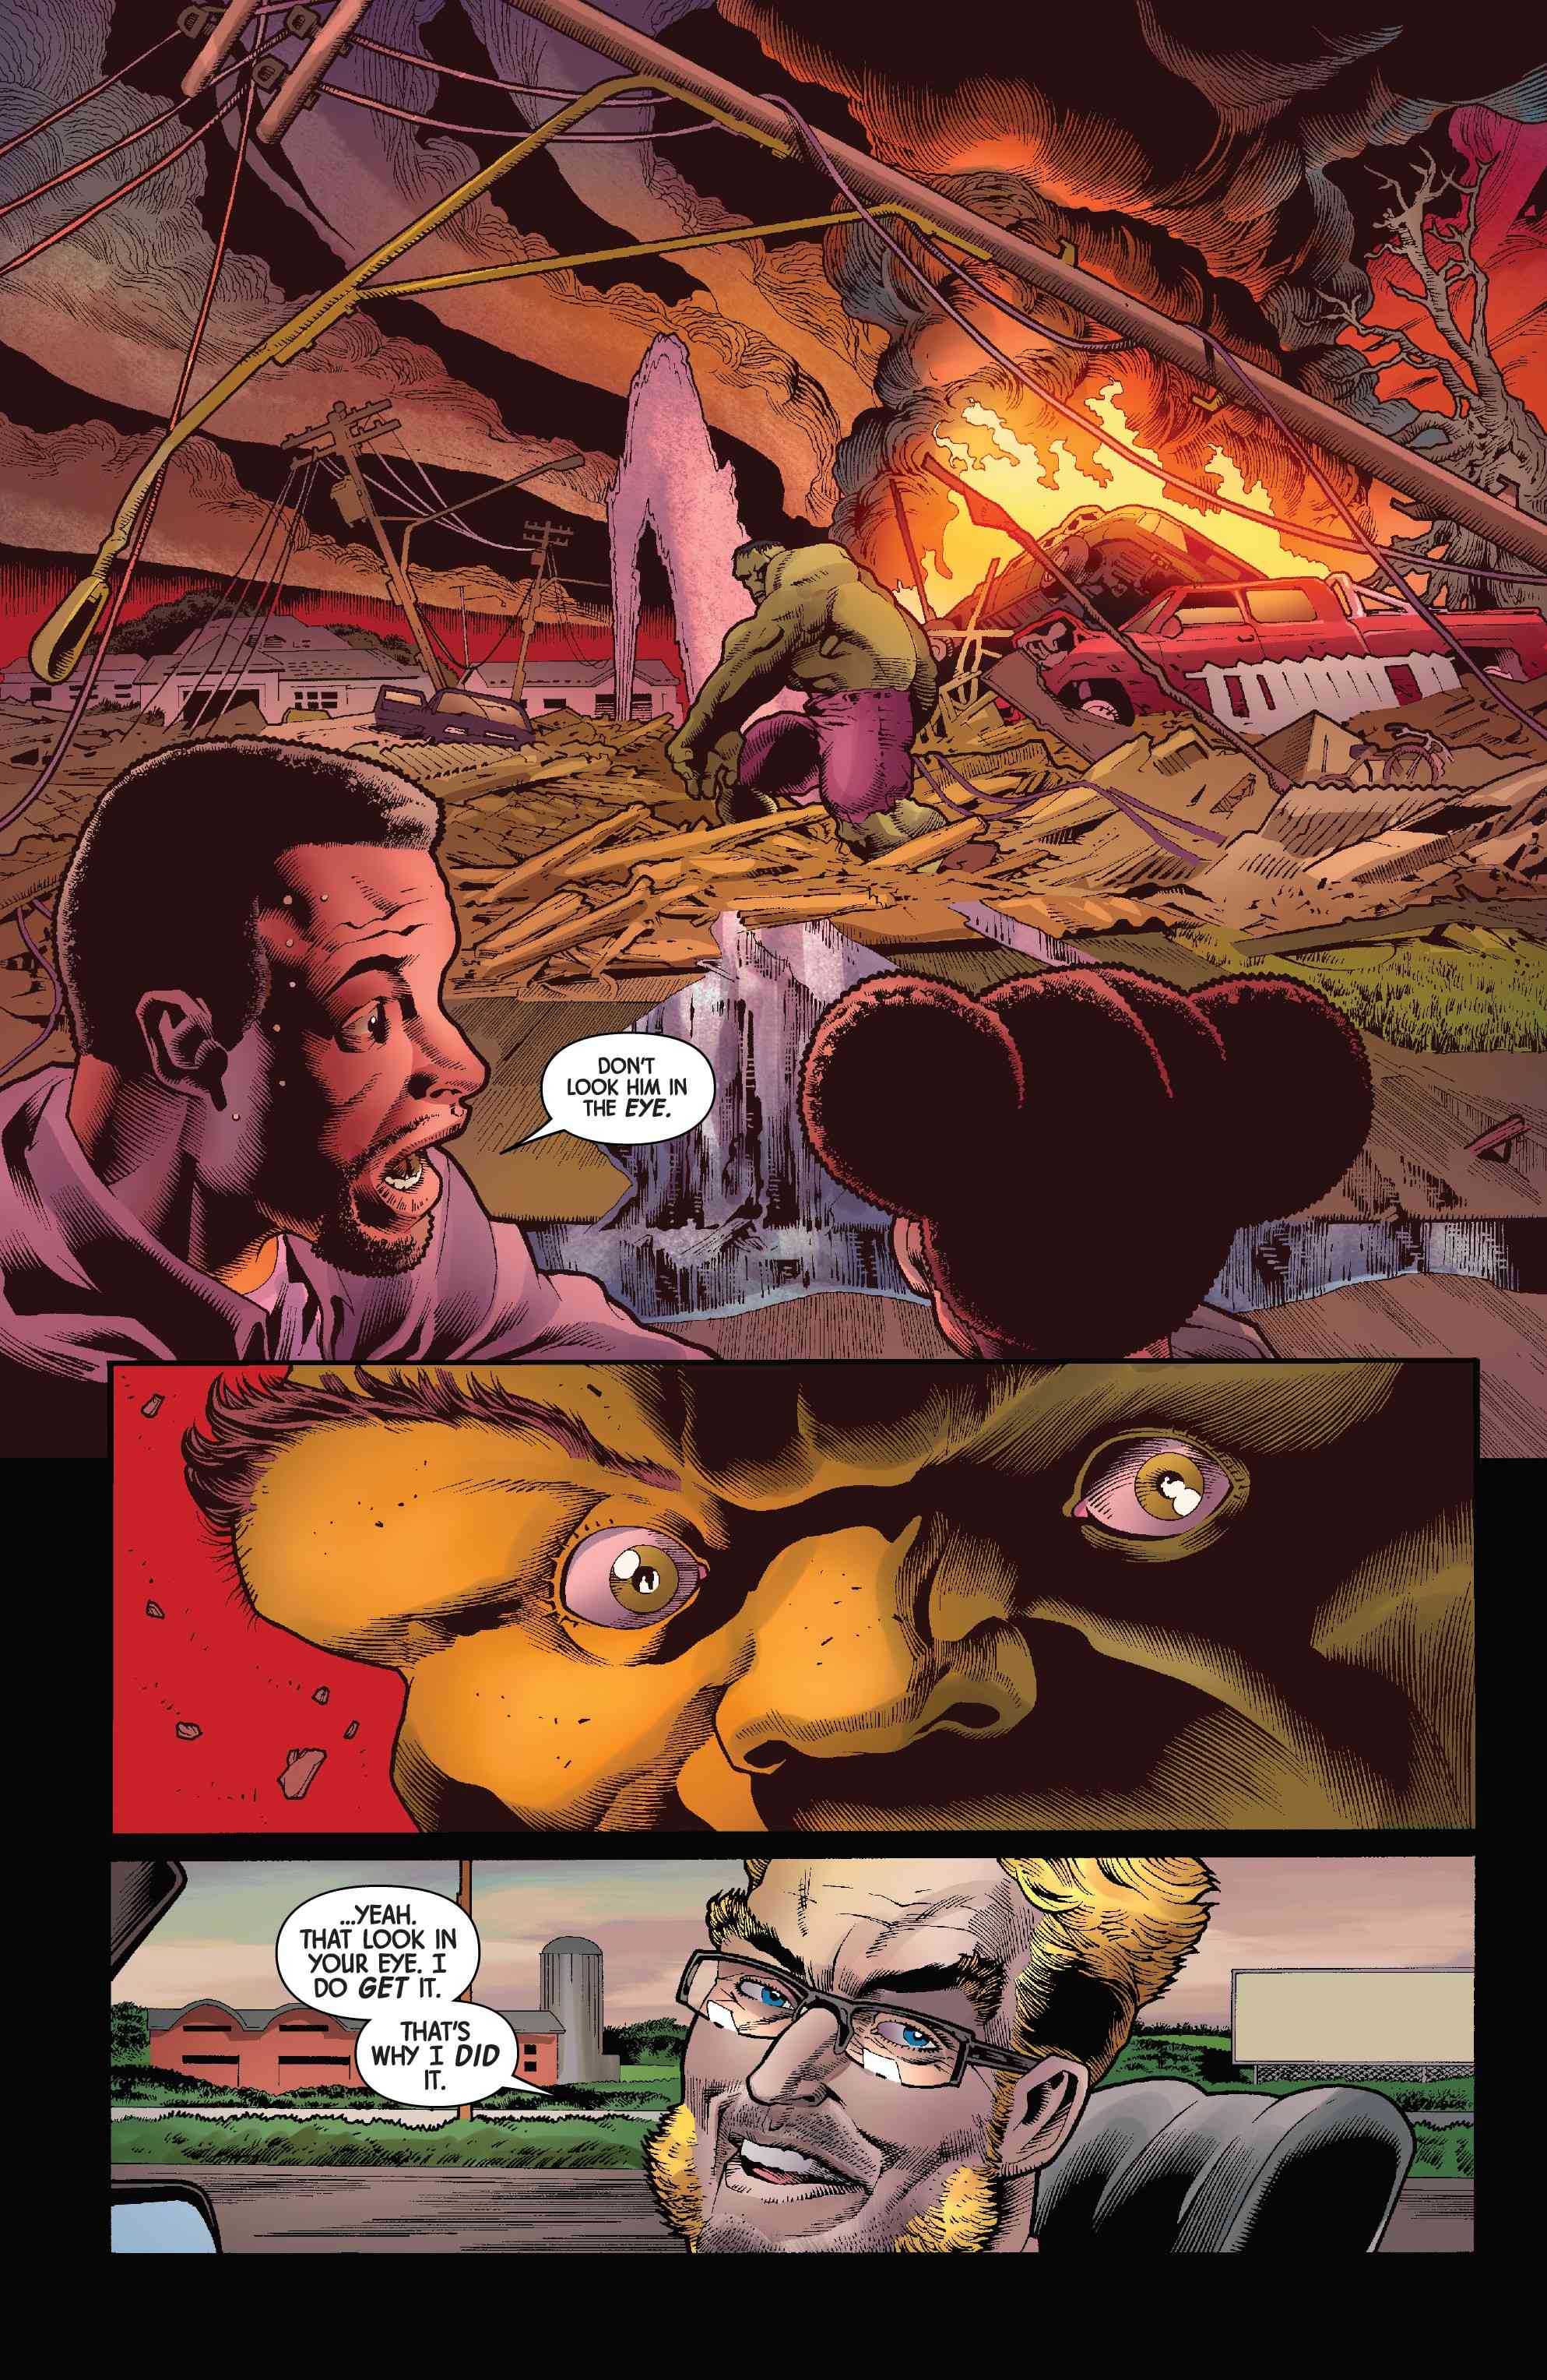 DON'T
LOOK HIM IN
THE EYE.
...YEAH.
THAT LOOK IN
YOUR EYE. I
DO GET IT.
THAT'S
WHY I DID
IT.